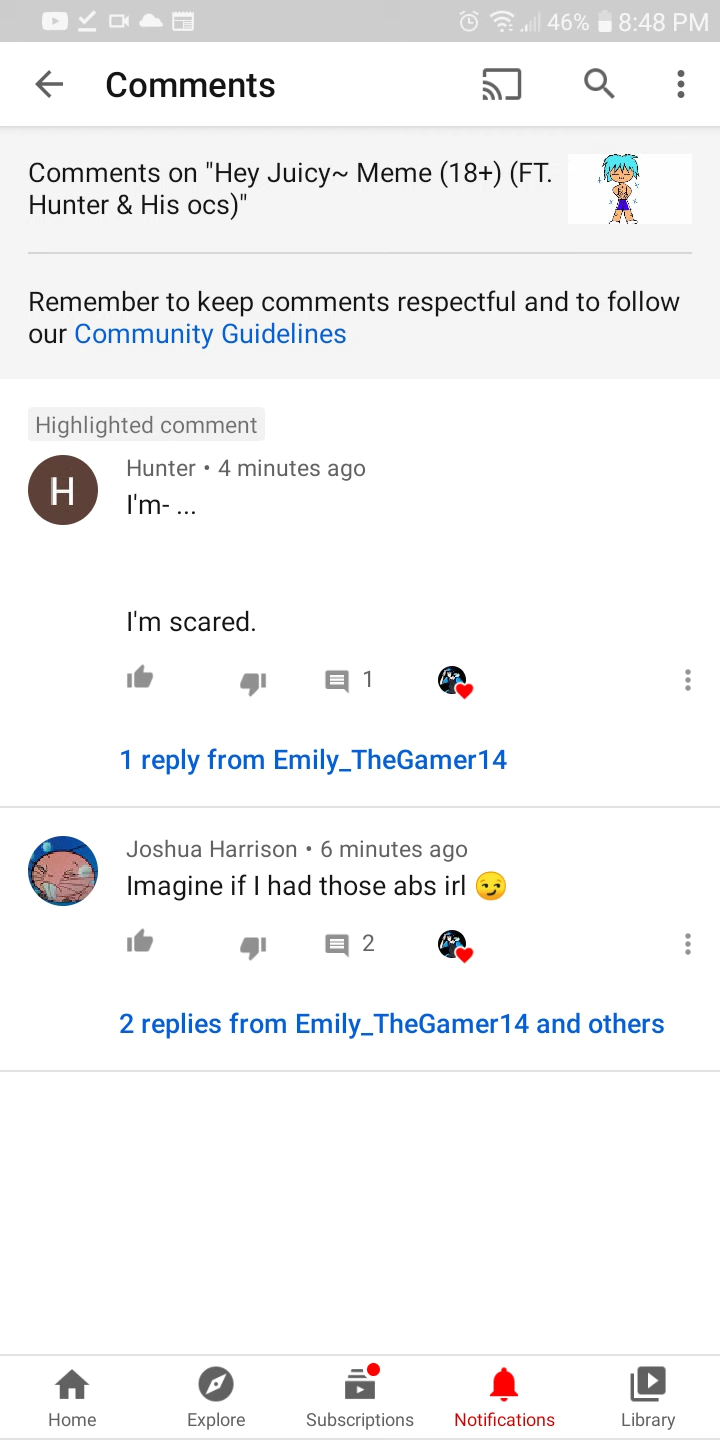 46% 8:48 PM
Comments
Comments on "Hey Juicy~ Meme (18+) (FT.
Hunter & His ocs)"
Remember to keep comments respectful and to follow
our Community Guidelines
Highlighted comment
H
Hunter • 4 minutes ago
I'm- ...
I'm scared.
1
1 reply from Emily_TheGamer14
Joshua Harrison • 6 minutes ago
Imagine if I had those abs irl 😏
2
2 replies from Emily_TheGamer14 and others
Home
Explore
Subscriptions
Notifications
Library